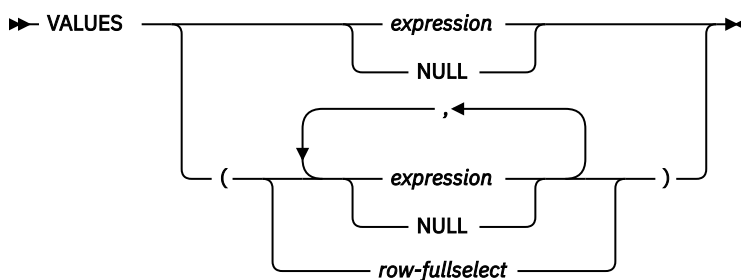 VALUES expression
NULL
,
( expression )
NULL
row-fullselect